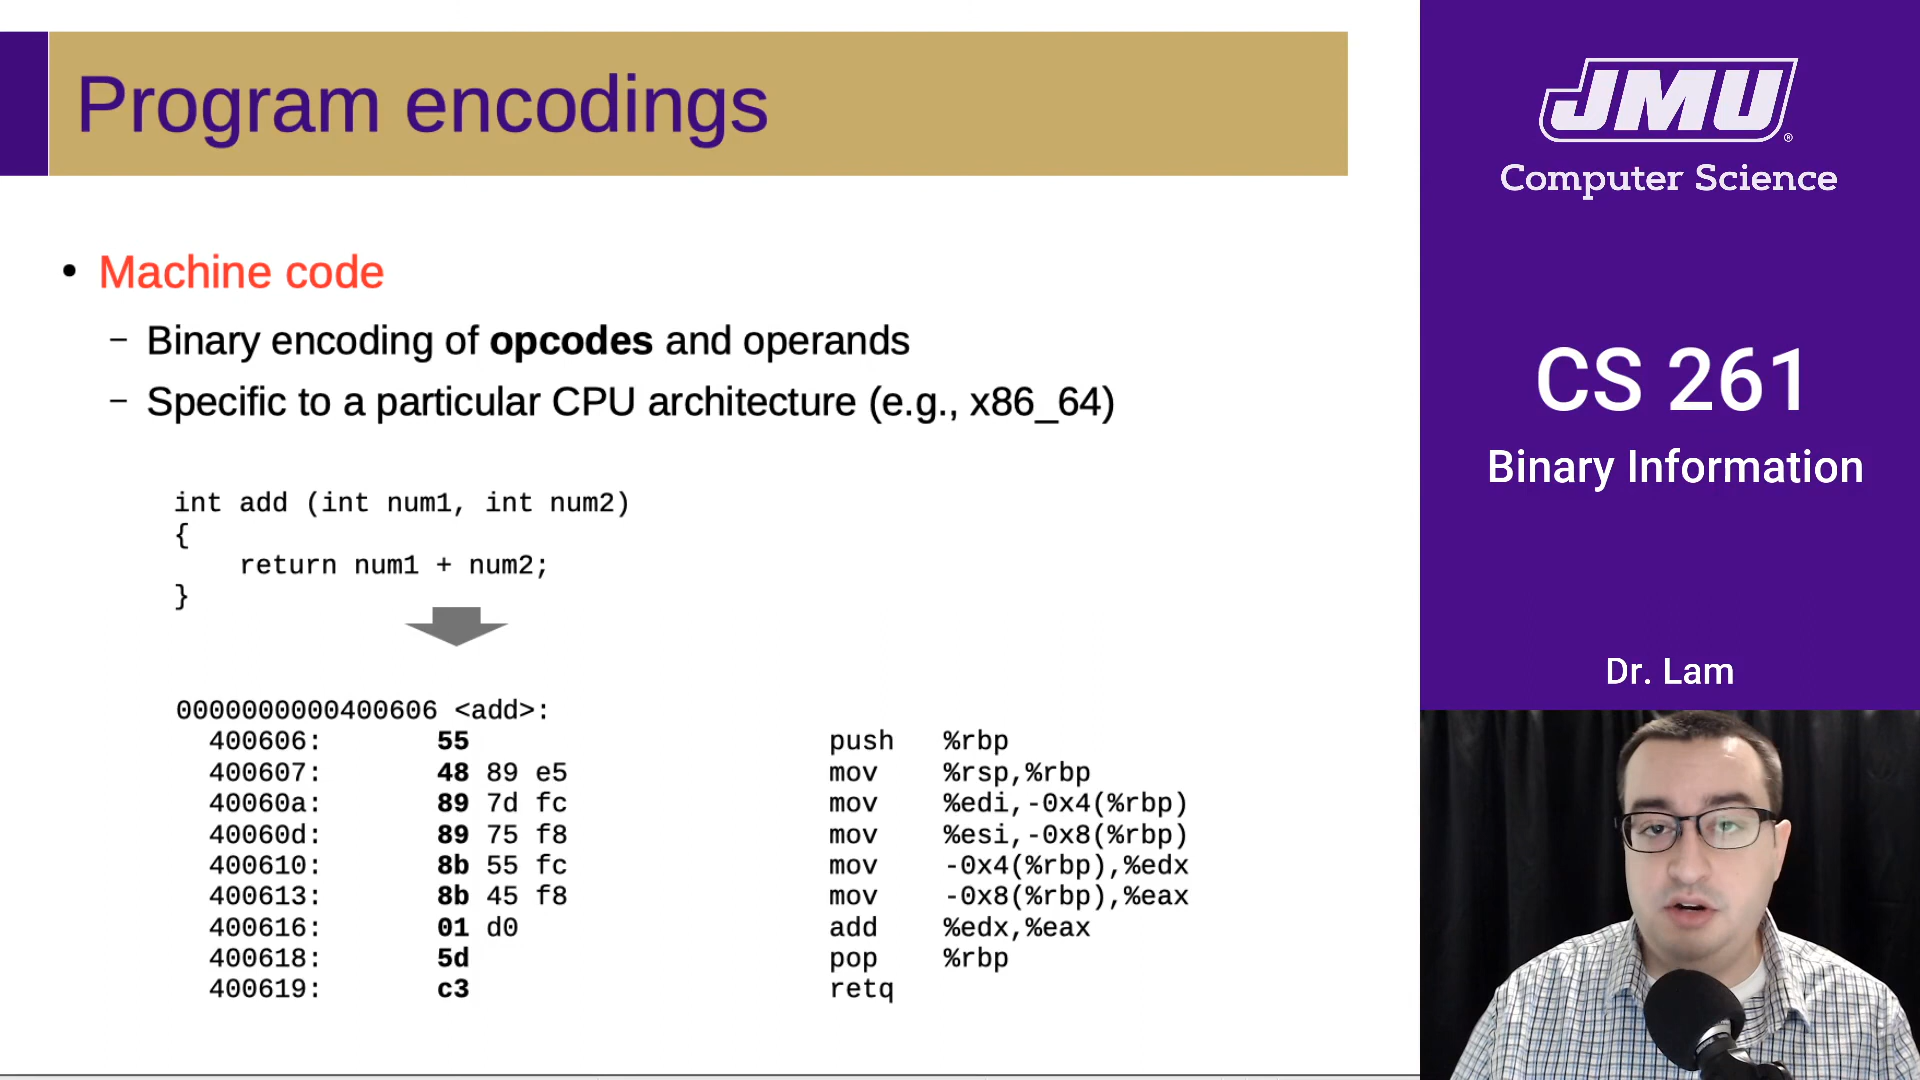 Program encodings
• Machine code
– Binary encoding of opcodes and operands
– Specific to a particular CPU architecture (e.g., x86_64)
int add (int num1, int num2)
{
    return num1 + num2;
}
0000000000400606 <add>:
400606: 55 push %rbp
400607: 48 89 e5 mov %rsp,%rbp
40060a: 89 7d fc mov %edi,-0x4(%rbp)
40060d: 89 75 f8 mov %esi,-0x8(%rbp)
400610: 8b 55 fc mov -0x4(%rbp),%edx
400613: 8b 45 f8 mov -0x8(%rbp),%eax
400616: 01 d0 add %edx,%eax
400618: 5d pop %rbp
400619: c3 retq
JMU®
Computer Science
CS 261
Binary Information
Dr. Lam